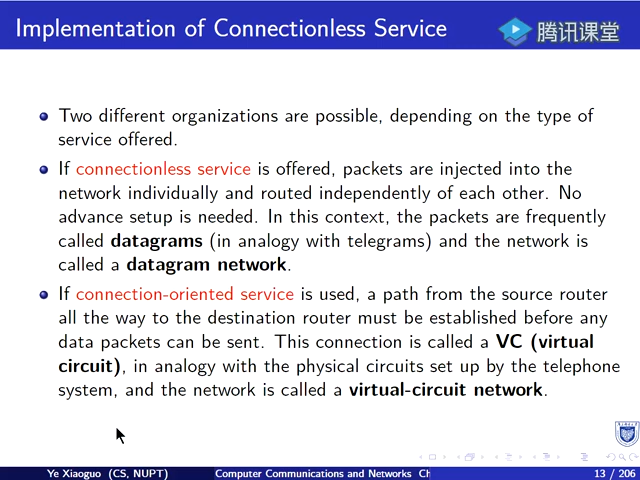 Implementation of Connectionless Service
腾讯课堂
Two different organizations are possible, depending on the type of
service offered.
If connectionless service is offered, packets are injected into the
network individually and routed independently of each other. No
advance setup is needed. In this context, the packets are frequently
called datagrams (in analogy with telegrams) and the network is
called a datagram network.
If connection-oriented service is used, a path from the source router
all the way to the destination router must be established before any
data packets can be sent. This connection is called a VC (virtual
circuit), in analogy with the physical circuits set up by the telephone
system, and the network is called a virtual-circuit network.
Ye Xiaoguo (CS, NUPT) Computer Communications and Networks Ch 13 / 206